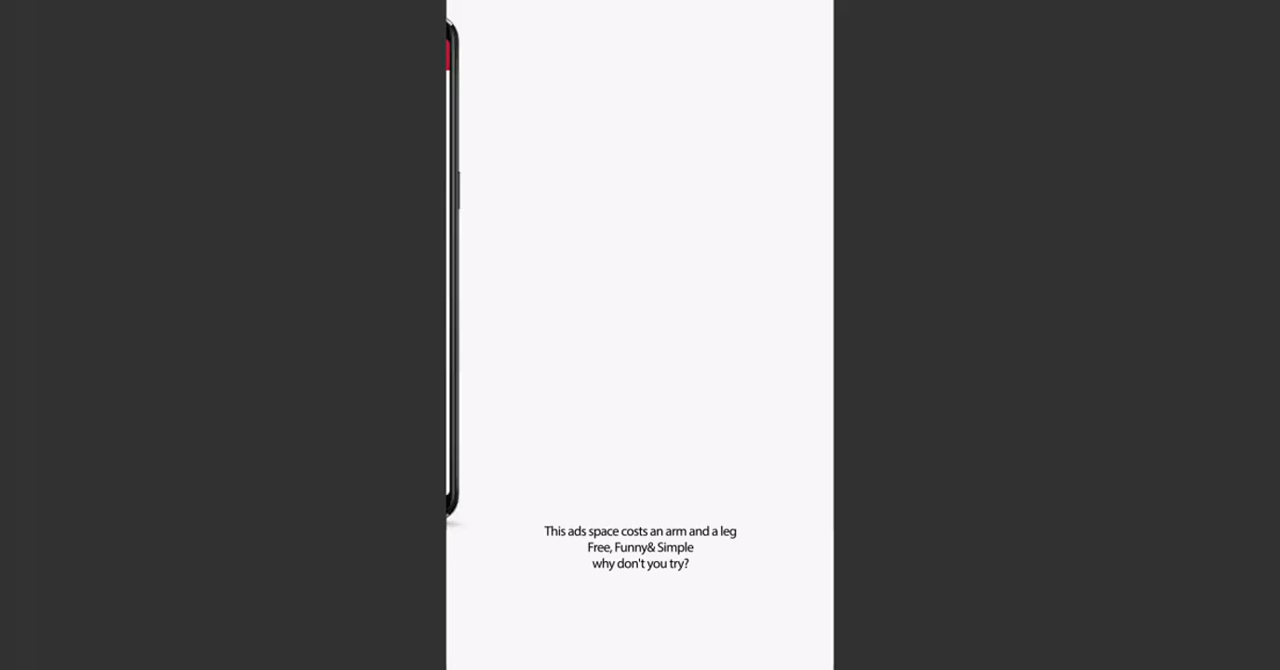 This ads space costs an arm and a leg
Free, Funny& Simple
why don't you try?